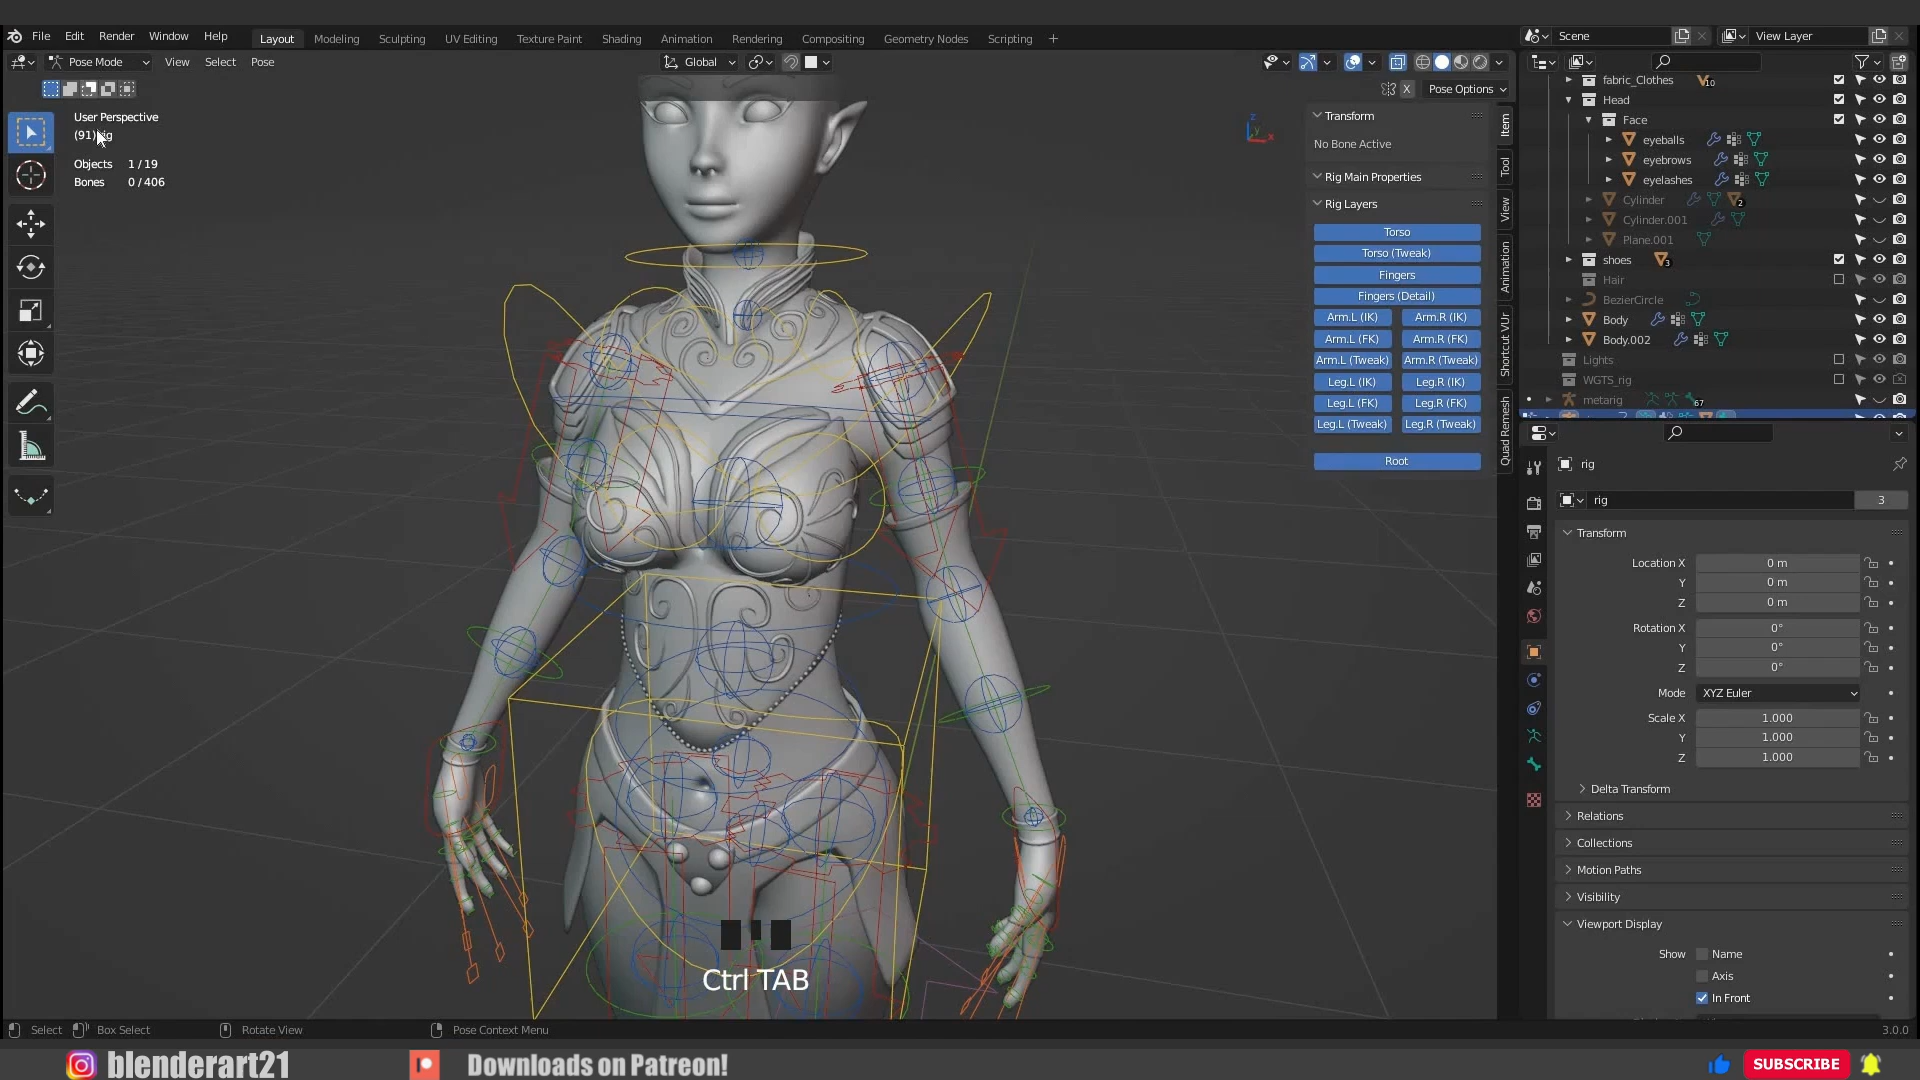 File Edit Render Window Help Layout Modeling Sculpting UV Editing Texture Paint Shading Animation Rendering Compositing Geometry Nodes Scripting + Scene View Layer
Pose Mode View Select Pose Global
X Pose Options
User Perspective
(91)
Objects 1 / 19
Bones 0 / 406
Transform
No Bone Active
Rig Main Properties
Rig Layers
Torso
Torso (Tweak)
Fingers
Fingers (Detail)
Arm.L (IK) Arm.R (IK)
Arm.L (FK) Arm.R (FK)
Arm.L (Tweak) Arm.R (Tweak)
Leg.L (IK) Leg.R (IK)
Leg.L (FK) Leg.R (FK)
Leg.L (Tweak) Leg.R (Tweak)
Root
Item
Tool
View
Animation
Shortcut VUr
Quad Remesh
z
y
x
fabric_Clothes 10
Head
Face
eyeballs
eyebrows
eyelashes
Cylinder 2
Cylinder.001
Plane.001
shoes 3
Hair
BezierCircle
Body
Body.002
Lights
WGTS_rig
metarig 67
rig
rig 3
Transform
Location X 0 m
Y 0 m
Z 0 m
Rotation X 0°
Y 0°
Z 0°
Mode XYZ Euler
Scale X 1.000
Y 1.000
Z 1.000
Delta Transform
Relations
Collections
Motion Paths
Visibility
Viewport Display
Show Name
Axis
In Front
Ctrl TAB
Select Box Select Rotate View Pose Context Menu 3.0.0
blenderart21 Downloads on Patreon! SUBSCRIBE